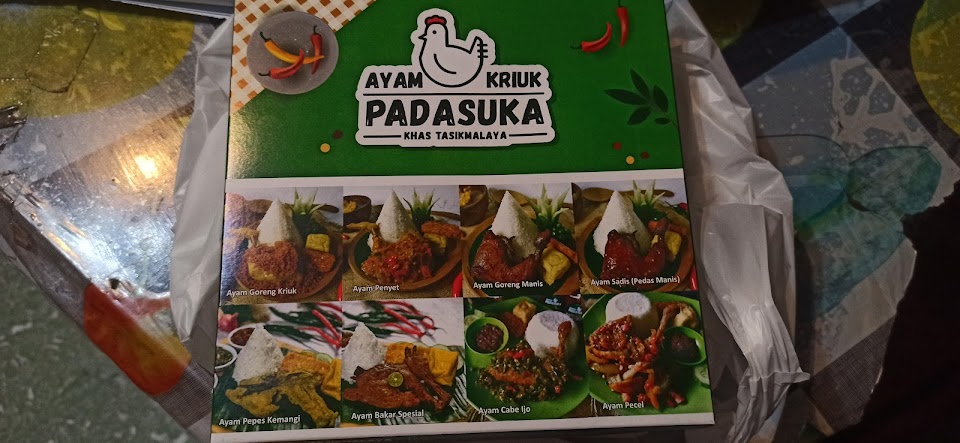 AYAM KRIUK
PADASUKA
KHAS TASIKMALAYA
Ayam Goreng Kriuk
Ayam Penyet
Ayam Goreng Manis
Ayam Sadis (Pedas Manis)
Ayam Pepes Kemangi
Ayam Bakar Spesial
Ayam Cabe Ijo
Ayam Pecel